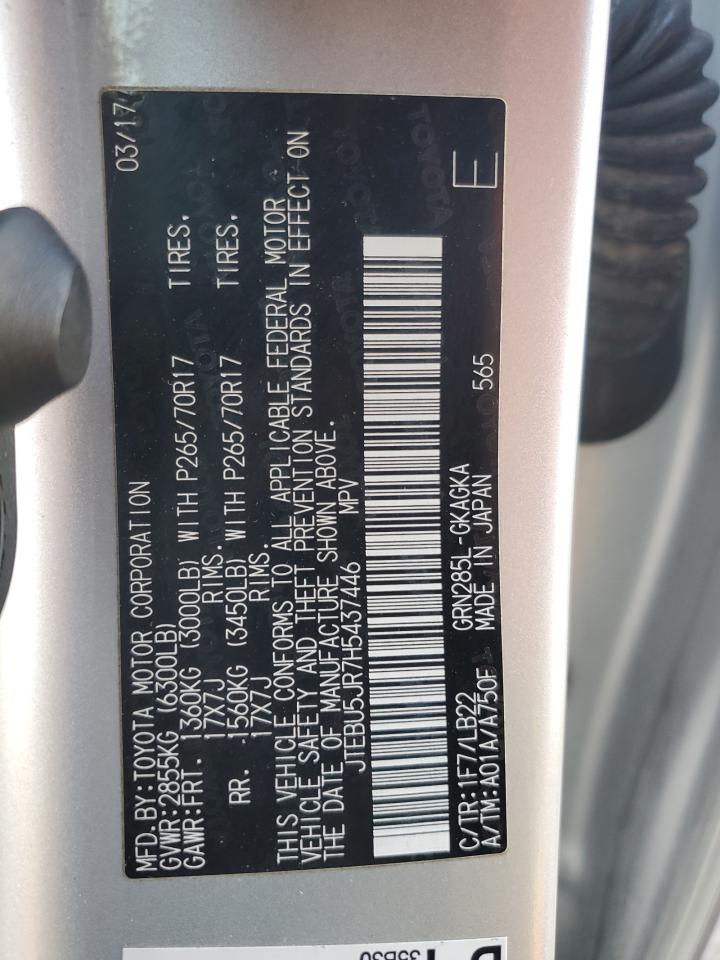 MFD. BY:TOYOTA MOTOR CORPORATION 03/17
GVWR:2855KG (6300LB)
GAWR:FRT. 1360KG (3000LB) WITH P265/70R17 TIRES.
17X7J RIMS.
RR. 1560KG (3450LB) WITH P265/70R17 TIRES.
17X7J RIMS.
THIS VEHICLE CONFORMS TO ALL APPLICABLE FEDERAL MOTOR
VEHICLE SAFETY AND THEFT PREVENTION STANDARDS IN EFFECT ON
THE DATE OF MANUFACTURE SHOWN ABOVE.
JTEBU5JR7H5437446 MPV
C/TR:1F7/LB22 GRN285L-GKAGKA
A/TM:A01A/A750F MADE IN JAPAN 565
E